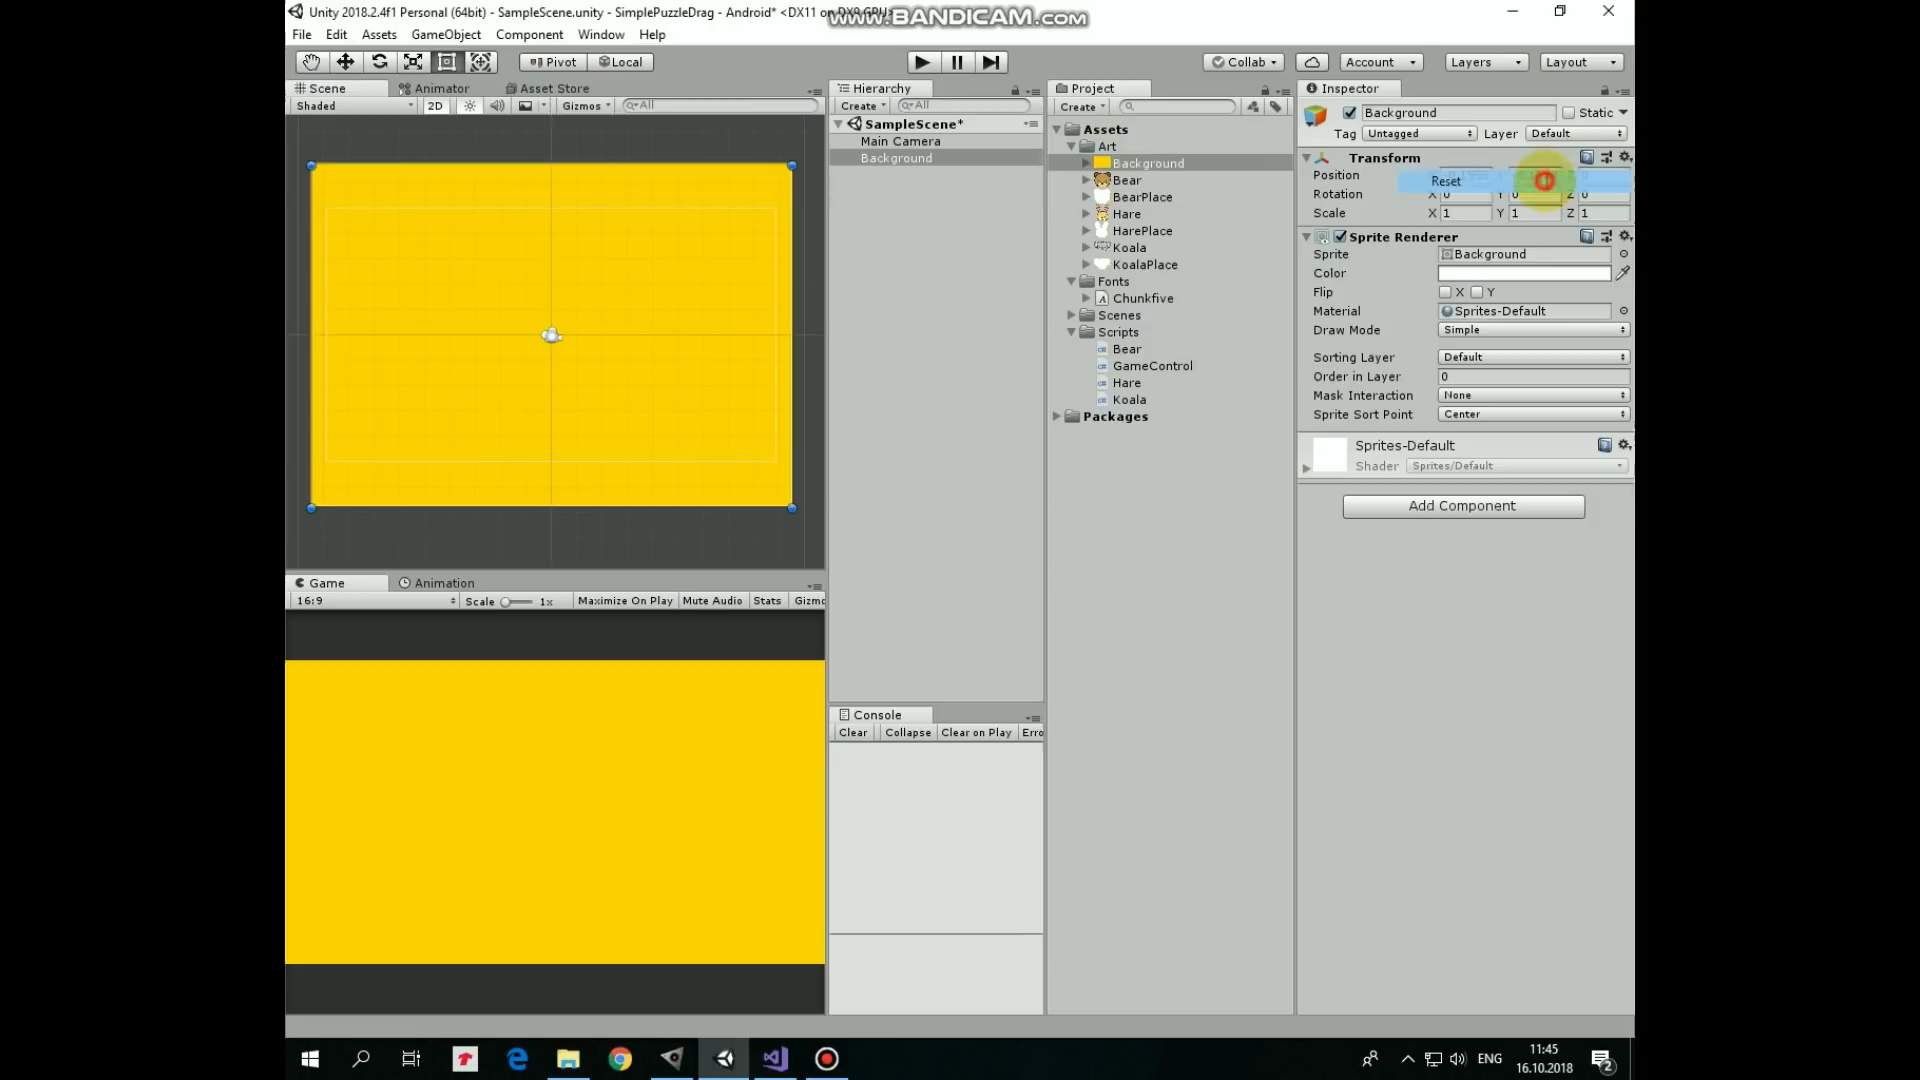 Unity 2018.2.4f1 Personal (64bit) - SampleScene.unity - SimplePuzzleDrag - Android* <DX11 on DX9 GPU>
www.BANDICAM.com
File Edit Assets GameObject Component Window Help
Pivot Local Collab Account Layers Layout
Scene Animator Asset Store
Shaded 2D Gizmos All
Hierarchy
Create All
SampleScene*
Main Camera
Background
Project
Create
Assets
Art
Background
Bear
BearPlace
Hare
HarePlace
Koala
KoalaPlace
Fonts
Chunkfive
Scenes
Scripts
Bear
GameControl
Hare
Koala
Packages
Inspector
Background Static
Tag Untagged Layer Default
Transform
Position
Reset
Rotation X 0 Y 0 Z 0
Scale X 1 Y 1 Z 1
Sprite Renderer
Sprite Background
Color
Flip X Y
Material Sprites-Default
Draw Mode Simple
Sorting Layer Default
Order in Layer 0
Mask Interaction None
Sprite Sort Point Center
Sprites-Default
Shader Sprites/Default
Add Component
Game Animation
16:9 Scale 1x Maximize On Play Mute Audio Stats Gizmo
Console
Clear Collapse Clear on Play Erro
ENG
11:45
16.10.2018
2